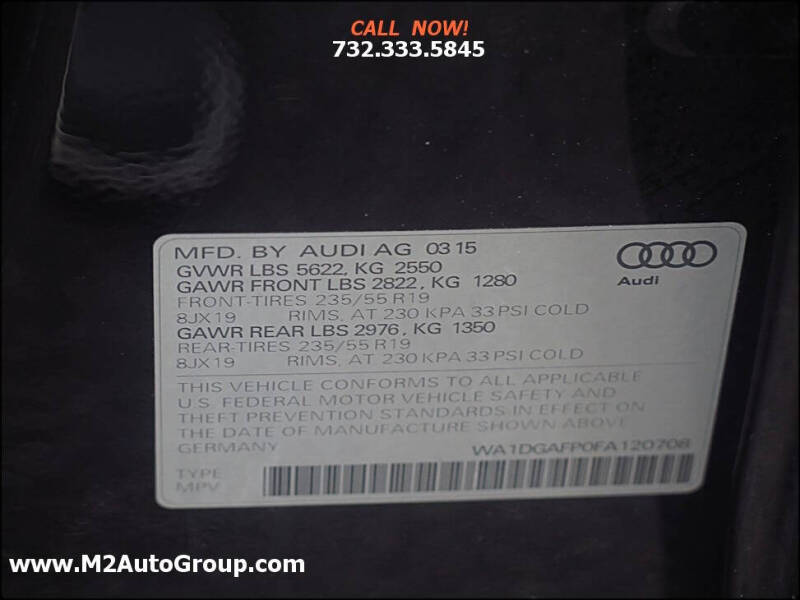 CALL NOW!
732.333.5845
MFD. BY AUDI AG 03 15
GVWR LBS 5622, KG 2550
GAWR FRONT LBS 2822, KG 1280
FRONT-TIRES 235/55 R19
8JX19 RIMS, AT 230 KPA 33 PSI COLD
GAWR REAR LBS 2976, KG 1350
REAR-TIRES 235/55 R19
8JX19 RIMS, AT 230 KPA 33 PSI COLD
Audi
THIS VEHICLE CONFORMS TO ALL APPLICABLE
U.S. FEDERAL MOTOR VEHICLE SAFETY AND
THEFT PREVENTION STANDARDS IN EFFECT ON
THE DATE OF MANUFACTURE SHOWN ABOVE
GERMANY WA1DGAFP0FA120708
TYPE
MPV
www.M2AutoGroup.com